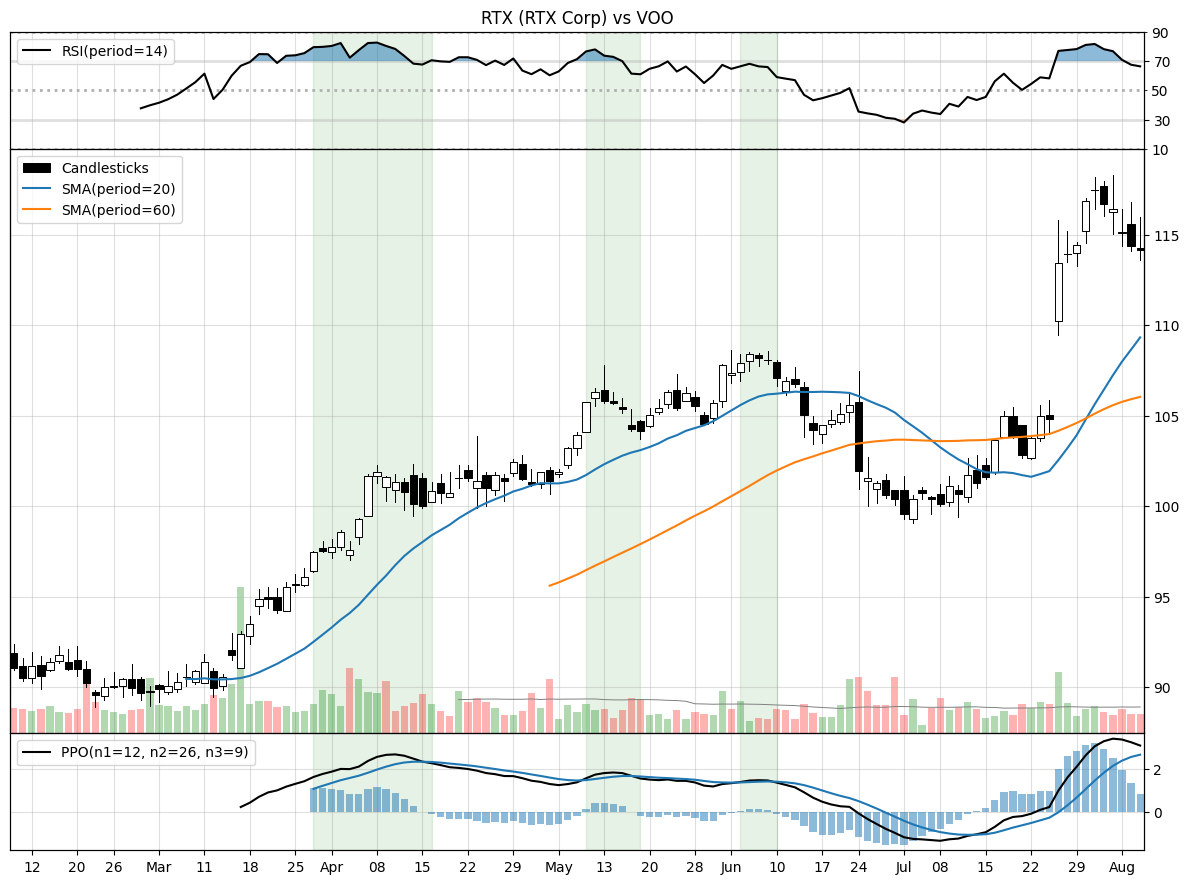 RTX (RTX Corp) vs VOO
RSI(period=14)
90
70
50
30
10
Candlesticks
SMA(period=20)
SMA(period=60)
115
110
105
100
95
90
PPO(n1=12, n2=26, n3=9)
2
0
12 20 26 Mar 11 18 25 Apr 08 15 22 29 May 13 20 28 Jun 10 17 24 Jul 08 15 22 29 Aug